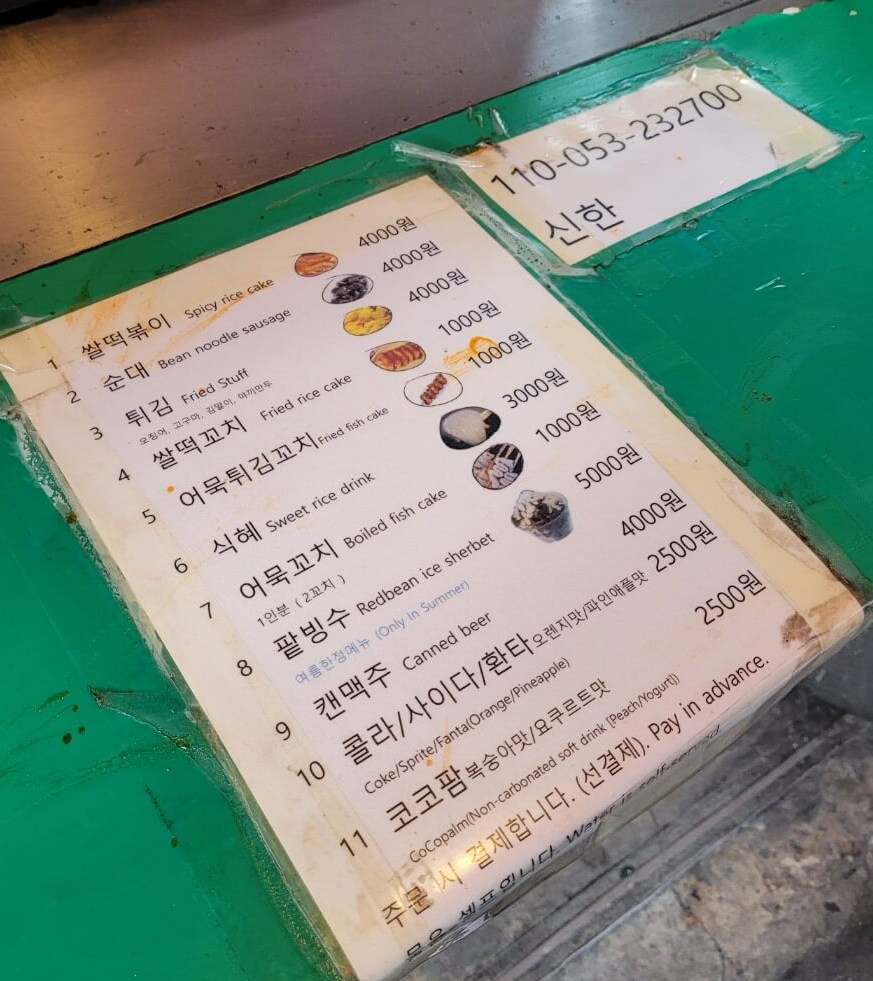 110-053-232700
신한
1 쌀떡볶이 Spicy rice cake 4000원
2 순대 Bean noodle sausage 4000원
3 튀김 Fried Stuff 4000원
오징어, 고구마, 김말이, 야끼만두
4 쌀떡꼬치 Fried rice cake 1000원
5 어묵튀김꼬치 Fried fish cake 1000원
6 식혜 Sweet rice drink 3000원
7 어묵꼬치 Boiled fish cake 1000원
1인분 ( 2꼬치 )
8 팥빙수 Redbean ice sherbet 5000원
여름한정메뉴 (Only in Summer)
9 캔맥주 Canned beer 4000원
10 콜라/사이다/환타 오렌지맛/파인애플맛 2500원
Coke/Sprite/Fanta(Orange/Pineapple)
11 코코팜 복숭아맛/요쿠르트맛 2500원
CoCopalm(Non-carbonated soft drink (Peach/Yogurt))
주문 시 결제합니다. (선결제). Pay in advance.
물은 셀프입니다. Water is self-served.